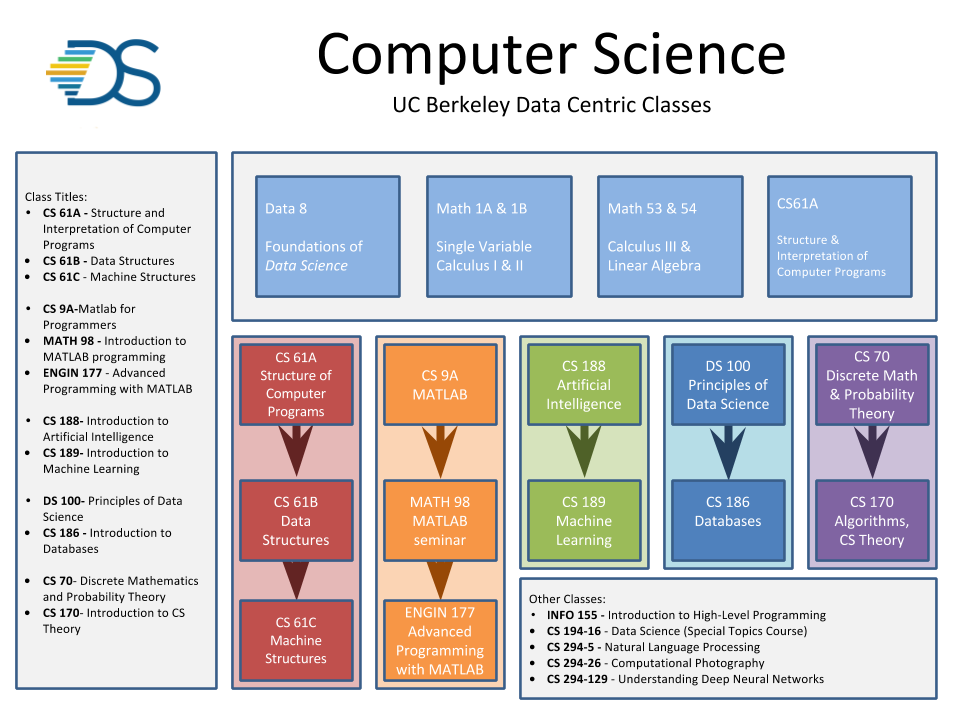 DS
Computer Science
UC Berkeley Data Centric Classes
Class Titles:
• CS 61A - Structure and
Interpretation of Computer
Programs
• CS 61B - Data Structures
• CS 61C - Machine Structures
• CS 9A-Matlab for
Programmers
• MATH 98 - Introduction to
MATLAB programming
• ENGIN 177 - Advanced
Programming with MATLAB
• CS 188- Introduction to
Artificial Intelligence
• CS 189- Introduction to
Machine Learning
• DS 100- Principles of Data
Science
• CS 186 - Introduction to
Databases
• CS 70- Discrete Mathematics
and Probability Theory
• CS 170- Introduction to CS
Theory
Data 8
Foundations of
Data Science
Math 1A & 1B
Single Variable
Calculus I & II
Math 53 & 54
Calculus III &
Linear Algebra
CS61A
Structure &
Interpretation of
Computer Programs
CS 61A
Structure of
Computer
Programs
CS 61B
Data
Structures
CS 61C
Machine
Structures
CS 9A
MATLAB
MATH 98
MATLAB
seminar
ENGIN 177
Advanced
Programming
with MATLAB
CS 188
Artificial
Intelligence
CS 189
Machine
Learning
DS 100
Principles of
Data Science
CS 186
Databases
CS 70
Discrete Math
& Probability
Theory
CS 170
Algorithms,
CS Theory
Other Classes:
• INFO 155 - Introduction to High-Level Programming
• CS 194-16 - Data Science (Special Topics Course)
• CS 294-5 - Natural Language Processing
• CS 294-26 - Computational Photography
• CS 294-129 - Understanding Deep Neural Networks